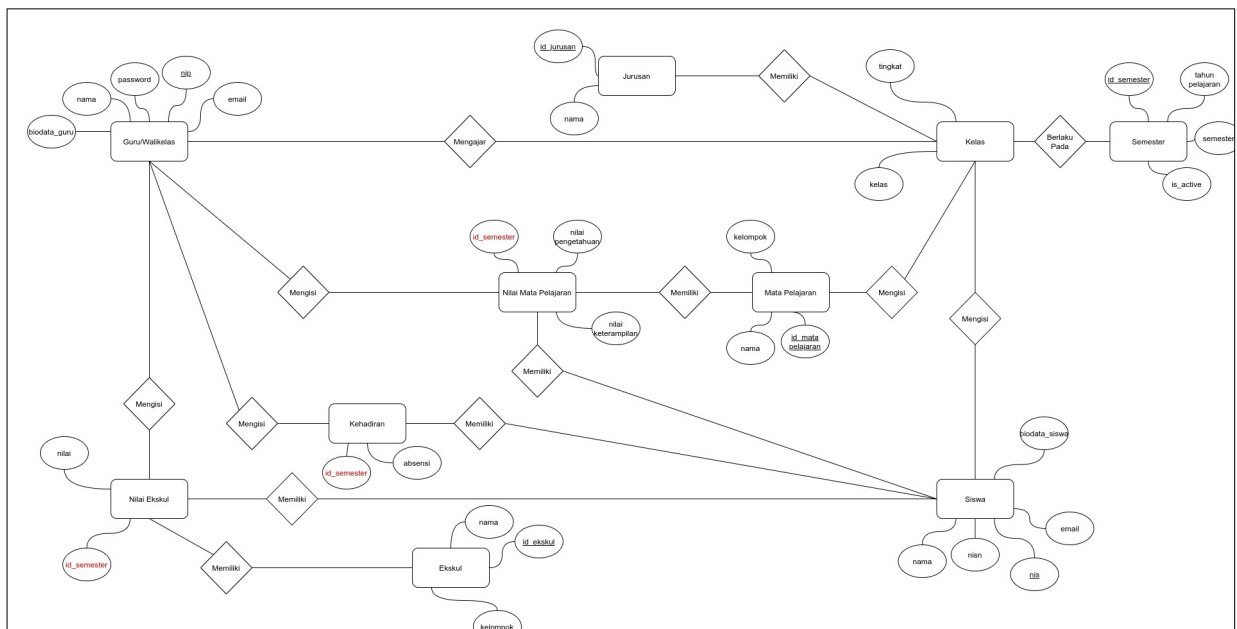 id_jurusan
Jurusan
Memiliki
nama
tingkat
id_semester
tahun
pelajaran
password
nip
nama
email
biodata_guru
Guru/Walikelas
Mengajar
Kelas
Berlaku
Pada
Semester
semester
kelas
is_active
id_semester
nilai
pengetahuan
kelompok
Mengisi
Nilai Mata Pelajaran
Memiliki
Mata Pelajaran
Mengisi
nilai
keterampilan
nama
id_mata
pelajaran
Mengisi
Memiliki
Mengisi
Mengisi
Kehadiran
Memiliki
biodata_siswa
nilai
id_semester
absensi
Nilai Ekskul
Memiliki
Siswa
nama
id_ekskul
email
id_semester
Memiliki
Ekskul
nama
nisn
nis
kelompok